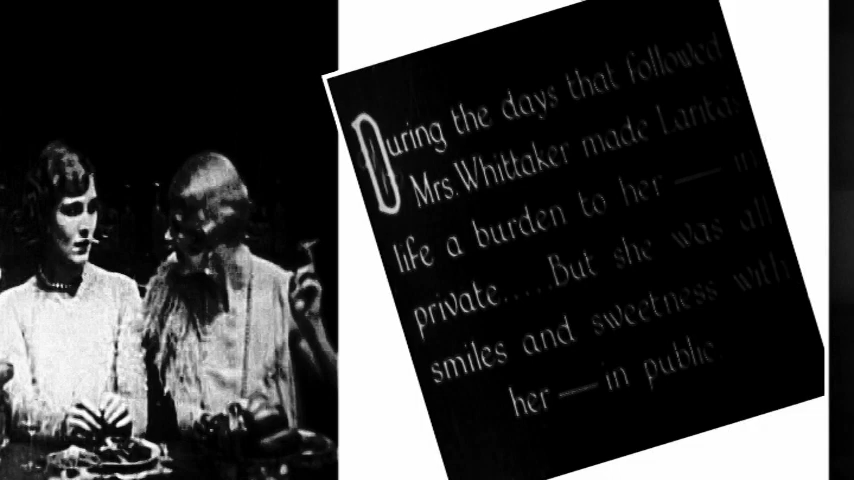 During the days that followed
Mrs. Whittaker made Larita's
life a burden to her — in
private.....But she was all
smiles and sweetness with
her — in public.